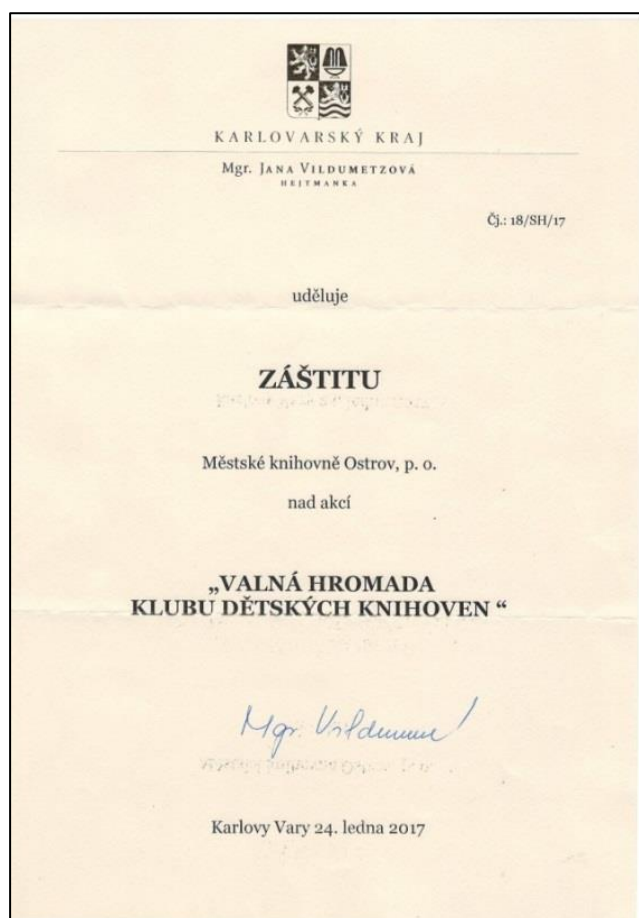 KARLOVARSKÝ KRAJ
Mgr. JANA VILDUMETZOVÁ
HEJTMANKA
Čj.: 18/SH/17
uděluje
ZÁŠTITU
Městské knihovně Ostrov, p. o.
nad akcí
„VALNÁ HROMADA
KLUBU DĚTSKÝCH KNIHOVEN “
Mgr.
Karlovy Vary 24. ledna 2017